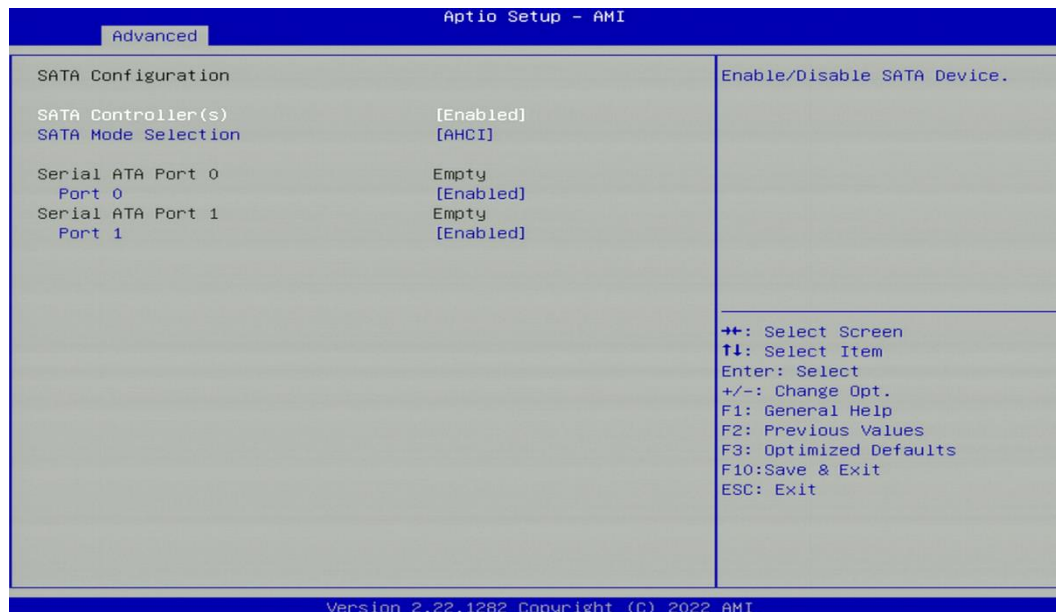 Aptio Setup – AMI
Advanced
SATA Configuration
SATA Controller(s) [Enabled]
SATA Mode Selection [AHCI]
Serial ATA Port 0 Empty
Port 0 [Enabled]
Serial ATA Port 1 Empty
Port 1 [Enabled]
Enable/Disable SATA Device.
→←: Select Screen
↑↓: Select Item
Enter: Select
+/-: Change Opt.
F1: General Help
F2: Previous Values
F3: Optimized Defaults
F10:Save & Exit
ESC: Exit
Version 2.22.1282 Copyright (C) 2022 AMI